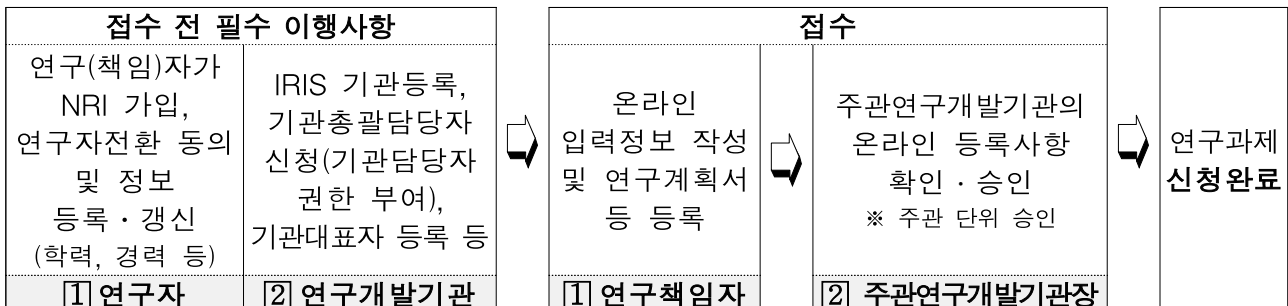 접수 전 필수 이행사항
연구(책임)자가
NRI 가입,
연구자전환 동의
및 정보
등록·갱신
(학력, 경력 등)
IRIS 기관등록,
기관총괄담당자
신청(기관담당자
권한 부여),
기관대표자 등록 등
1 연구자
2 연구개발기관
접수
온라인
입력정보 작성
및 연구계획서
등 등록
주관연구개발기관의
온라인 등록사항
확인·승인
※ 주관 단위 승인
1 연구책임자
2 주관연구개발기관장
연구과제
신청완료